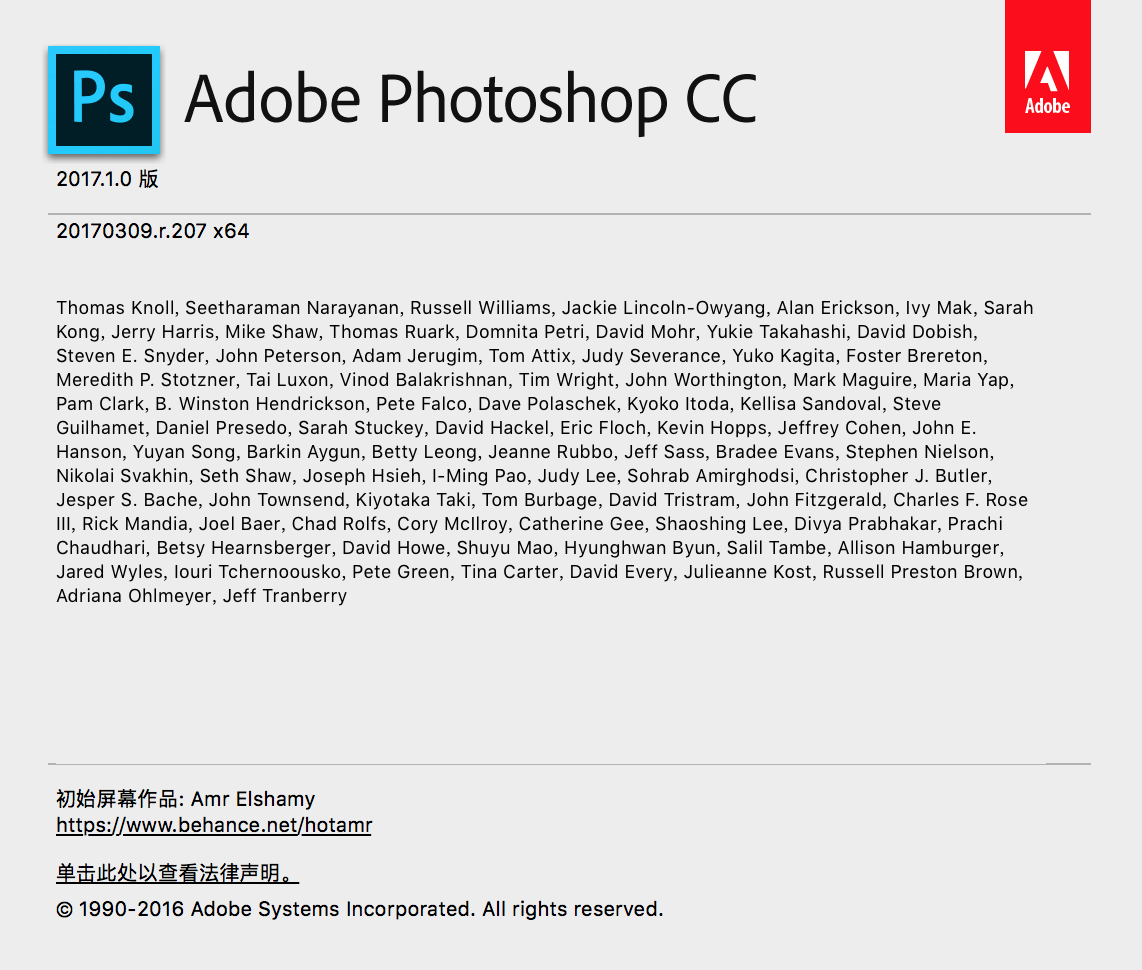 Ps
Adobe Photoshop CC
Adobe
2017.1.0 版
20170309.r.207 x64
Thomas Knoll, Seetharaman Narayanan, Russell Williams, Jackie Lincoln-Owyang, Alan Erickson, Ivy Mak, Sarah
Kong, Jerry Harris, Mike Shaw, Thomas Ruark, Domnita Petri, David Mohr, Yukie Takahashi, David Dobish,
Steven E. Snyder, John Peterson, Adam Jerugim, Tom Attix, Judy Severance, Yuko Kagita, Foster Brereton,
Meredith P. Stotzner, Tai Luxon, Vinod Balakrishnan, Tim Wright, John Worthington, Mark Maguire, Maria Yap,
Pam Clark, B. Winston Hendrickson, Pete Falco, Dave Polaschek, Kyoko Itoda, Kellisa Sandoval, Steve
Guilhamet, Daniel Presedo, Sarah Stuckey, David Hackel, Eric Floch, Kevin Hopps, Jeffrey Cohen, John E.
Hanson, Yuyan Song, Barkin Aygun, Betty Leong, Jeanne Rubbo, Jeff Sass, Bradee Evans, Stephen Nielson,
Nikolai Svakhin, Seth Shaw, Joseph Hsieh, I-Ming Pao, Judy Lee, Sohrab Amirghodsi, Christopher J. Butler,
Jesper S. Bache, John Townsend, Kiyotaka Taki, Tom Burbage, David Tristram, John Fitzgerald, Charles F. Rose
III, Rick Mandia, Joel Baer, Chad Rolfs, Cory McIlroy, Catherine Gee, Shaoshing Lee, Divya Prabhakar, Prachi
Chaudhari, Betsy Hearnsberger, David Howe, Shuyu Mao, Hyunghwan Byun, Salil Tambe, Allison Hamburger,
Jared Wyles, Iouri Tchernoousko, Pete Green, Tina Carter, David Every, Julieanne Kost, Russell Preston Brown,
Adriana Ohlmeyer, Jeff Tranberry
初始屏幕作品: Amr Elshamy
https://www.behance.net/hotamr
单击此处以查看法律声明。
© 1990-2016 Adobe Systems Incorporated. All rights reserved.